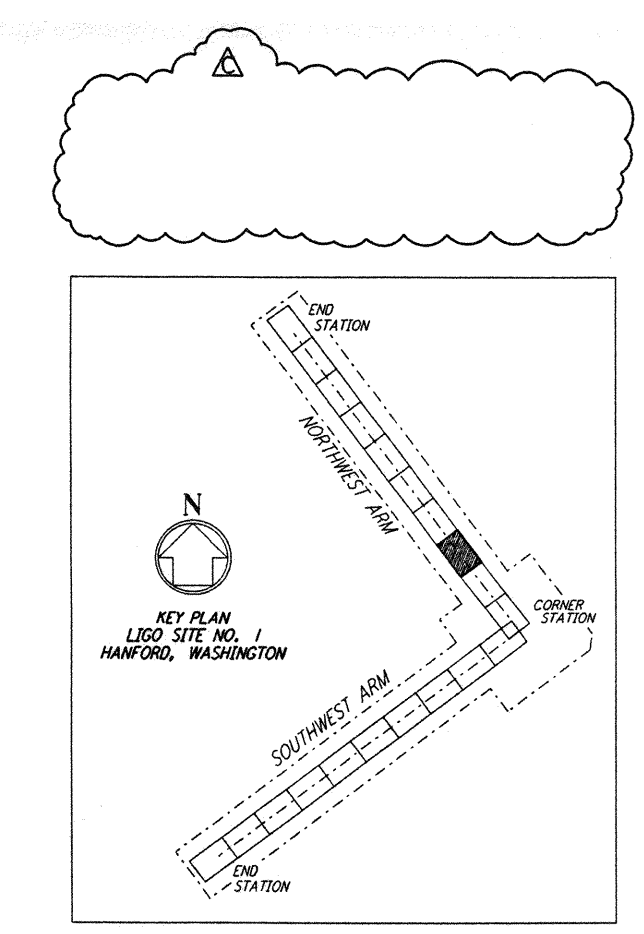 C
END
STATION
NORTHWEST ARM
N
KEY PLAN
LIGO SITE NO. 1
HANFORD, WASHINGTON
CORNER
STATION
SOUTHWEST ARM
END
STATION